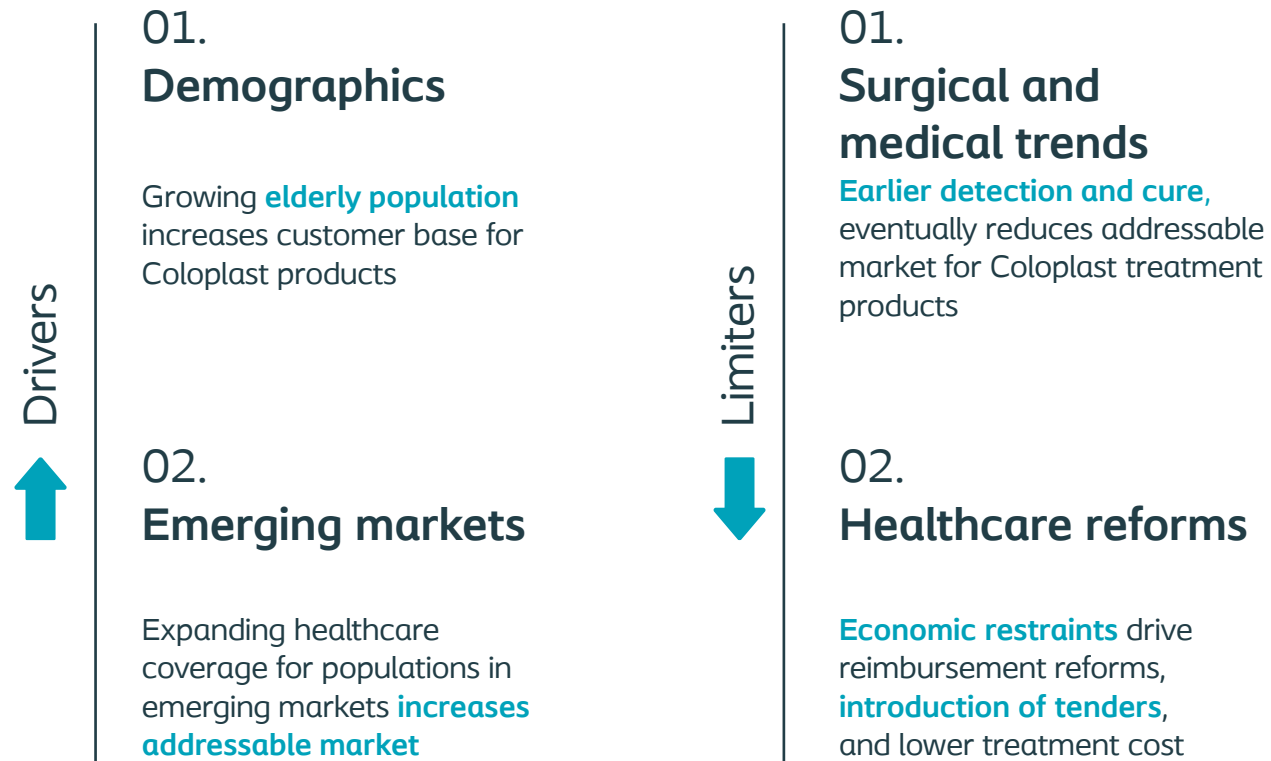 Drivers
01.
Demographics
Growing elderly population
increases customer base for
Coloplast products
02.
Emerging markets
Expanding healthcare
coverage for populations in
emerging markets increases
addressable market
Limiters
01.
Surgical and
medical trends
Earlier detection and cure,
eventually reduces addressable
market for Coloplast treatment
products
02.
Healthcare reforms
Economic restraints drive
reimbursement reforms,
introduction of tenders,
and lower treatment cost